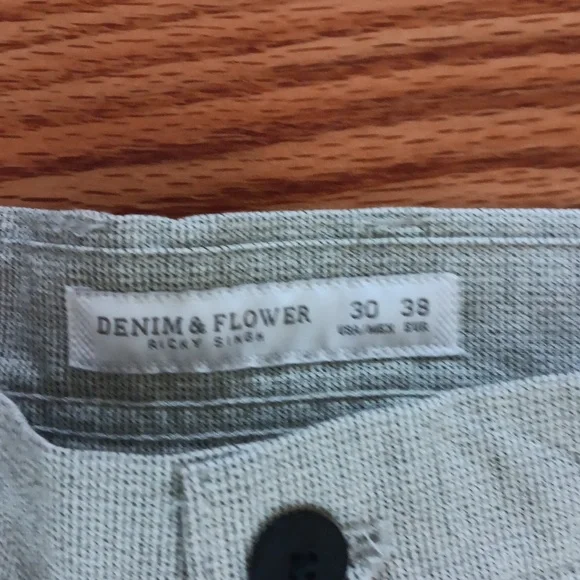 DENIM & FLOWER 30 38
RICKY SINGH USA/MEX EUR